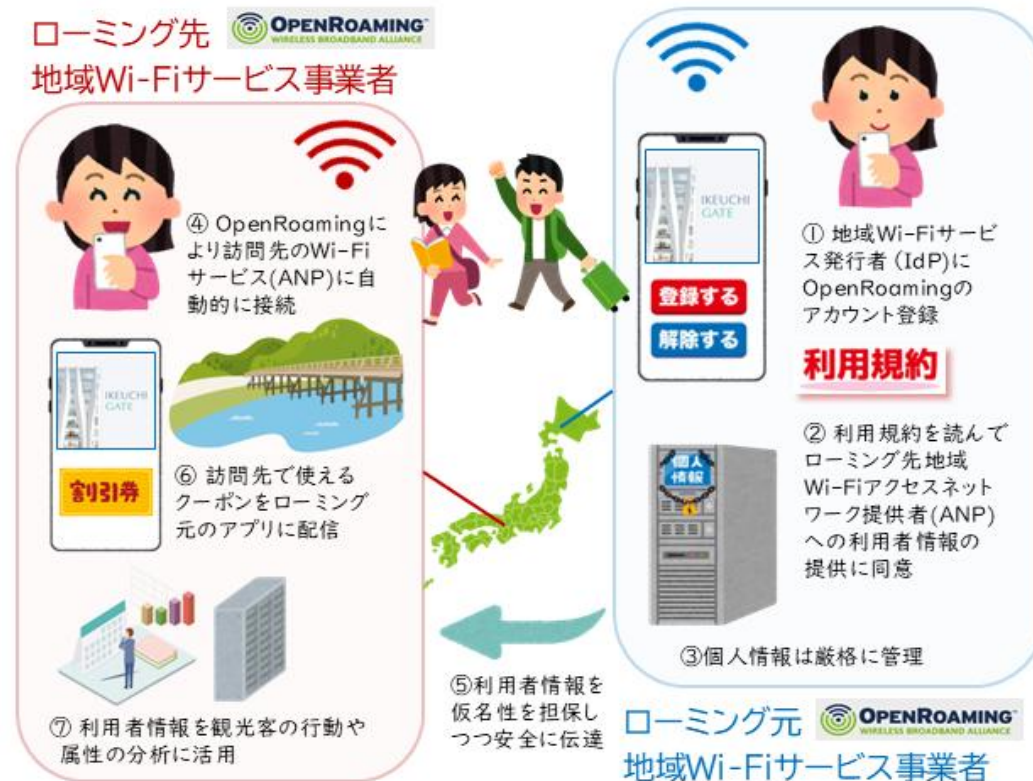 ローミング先
OPENROAMING™
WIRELESS BROADBAND ALLIANCE
地域Wi-Fiサービス事業者
④ OpenRoamingに
より訪問先のWi-Fi
サービス(ANP)に自
動的に接続
IKEUCHI
GATE
割引券
⑥ 訪問先で使える
クーポンをローミング
元のアプリに配信
⑦ 利用者情報を観光客の行動や
属性の分析に活用
⑤利用者情報を
仮名性を担保し
つつ安全に伝達
IKEUCHI
GATE
登録する
解除する
① 地域Wi-Fiサービ
ス発行者（IdP)に
OpenRoamingの
アカウント登録
利用規約
個人
情報
② 利用規約を読んで
ローミング先地域
Wi-Fiアクセスネット
ワーク提供者(ANP)
への利用者情報の
提供に同意
③個人情報は厳格に管理
ローミング元
OPENROAMING™
WIRELESS BROADBAND ALLIANCE
地域Wi-Fiサービス事業者